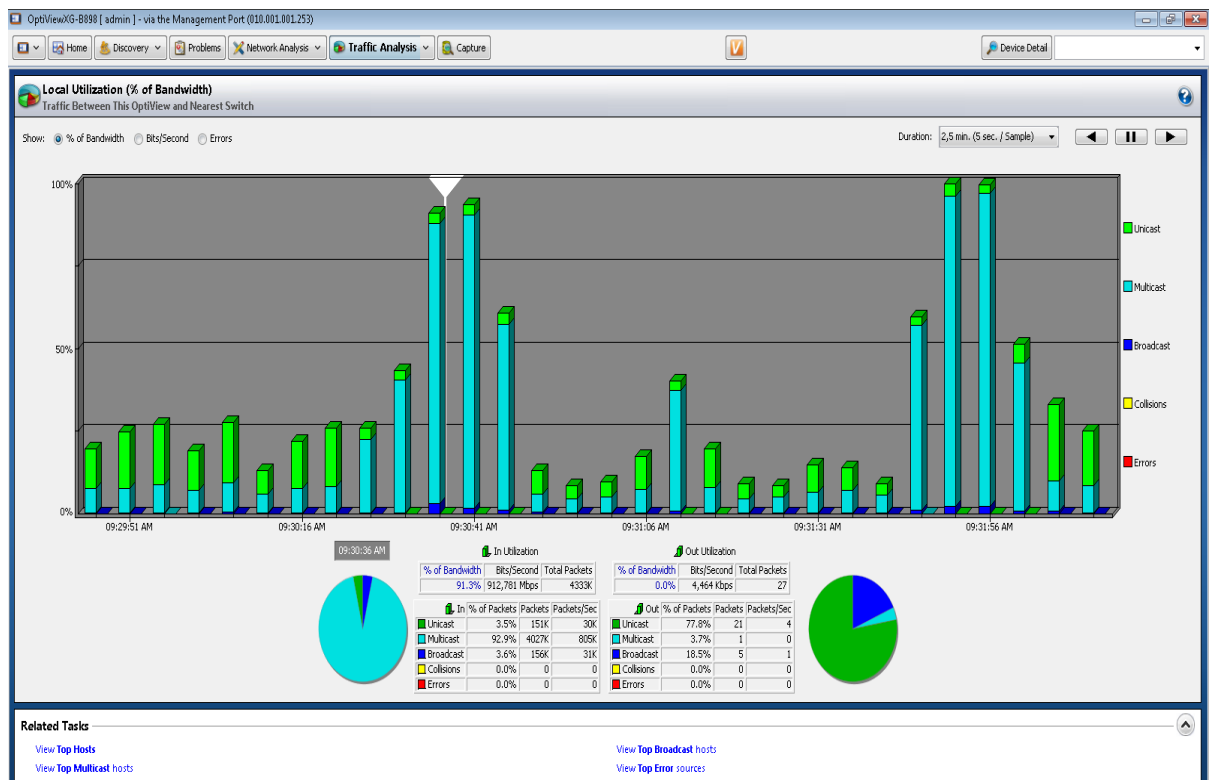 OptiViewXG-B898 [ admin ] - via the Management Port (010.001.001.253)
Home Discovery Problems Network Analysis Traffic Analysis Capture Device Detail
Local Utilization (% of Bandwidth)
Traffic Between This OptiView and Nearest Switch
Show: % of Bandwidth Bits/Second Errors Duration: 2,5 min. (5 sec. / Sample)
100%
50%
0%
Unicast
Multicast
Broadcast
Collisions
Errors
09:29:51 AM 09:30:16 AM 09:30:41 AM 09:31:06 AM 09:31:31 AM 09:31:56 AM
09:30:36 AM
In Utilization
% of Bandwidth Bits/Second Total Packets
91.3% 912,781 Mbps 4333K
In % of Packets Packets Packets/Sec
Unicast 3.5% 151K 30K
Multicast 92.9% 4027K 805K
Broadcast 3.6% 156K 31K
Collisions 0.0% 0 0
Errors 0.0% 0 0
Out Utilization
% of Bandwidth Bits/Second Total Packets
0.0% 4,464 Kbps 27
Out % of Packets Packets Packets/Sec
Unicast 77.8% 21 4
Multicast 3.7% 1 0
Broadcast 18.5% 5 1
Collisions 0.0% 0 0
Errors 0.0% 0 0
Related Tasks
View Top Hosts
View Top Multicast hosts
View Top Broadcast hosts
View Top Error sources